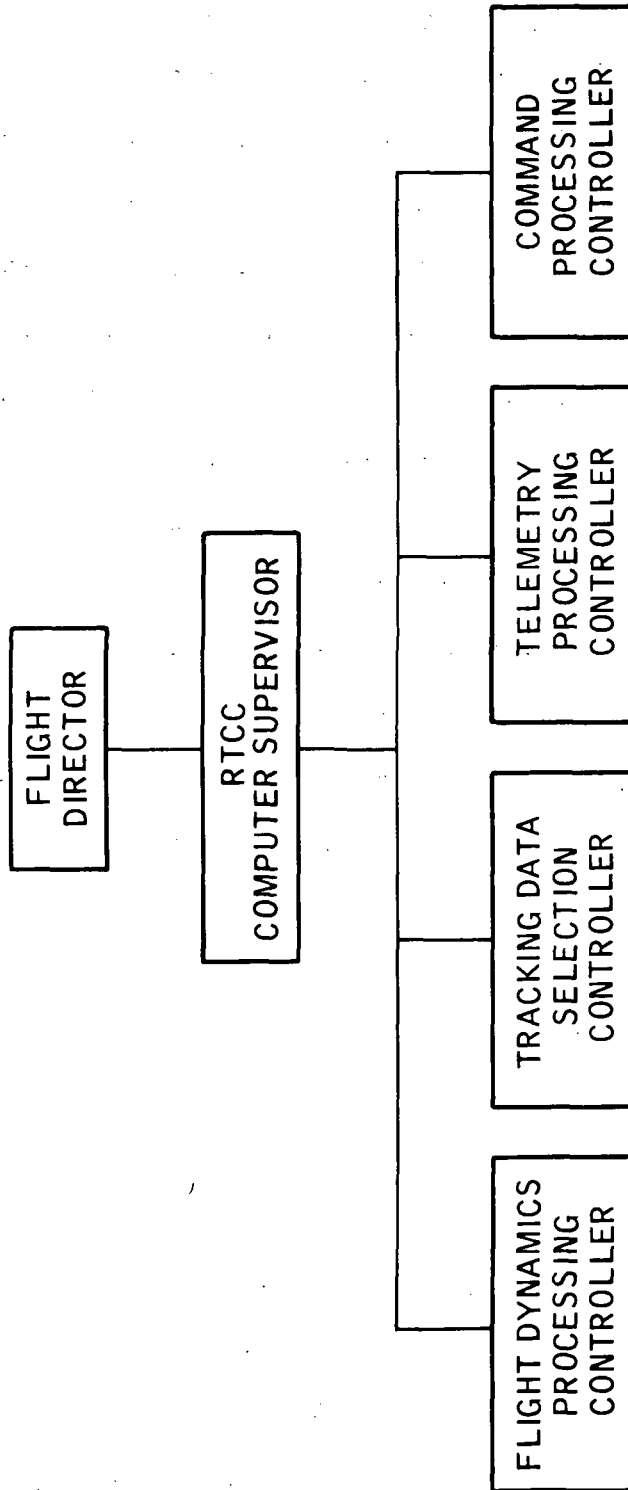 FLIGHT
DIRECTOR
RTCC
COMPUTER SUPERVISOR
FLIGHT DYNAMICS
PROCESSING
CONTROLLER
TRACKING DATA
SELECTION
CONTROLLER
TELEMETRY
PROCESSING
CONTROLLER
COMMAND
PROCESSING
CONTROLLER